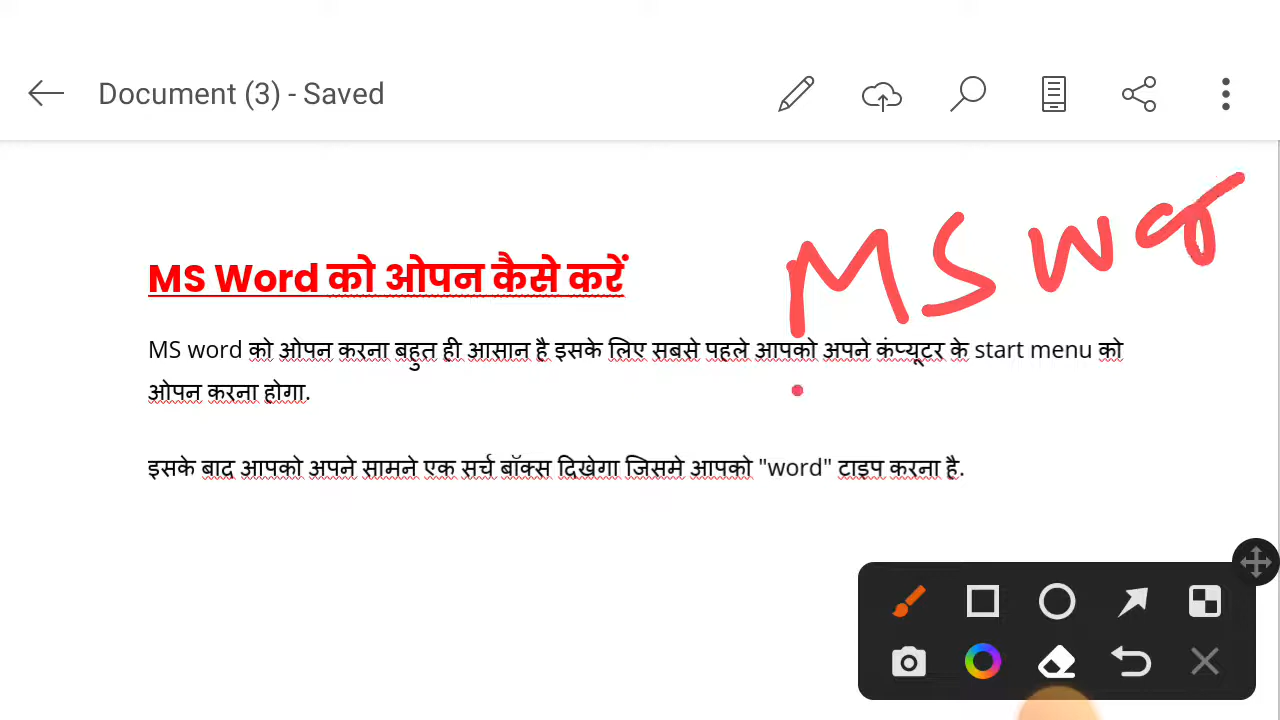 Document (3) - Saved
MS Word को ओपन कैसे करें
MS wor
MS word को ओपन करना बहुत ही आसान है इसके लिए सबसे पहले आपको अपने कंप्यूटर के start menu को
ओपन करना होगा.
इसके बाद आपको अपने सामने एक सर्च बॉक्स दिखेगा जिसमे आपको "word" टाइप करना है.